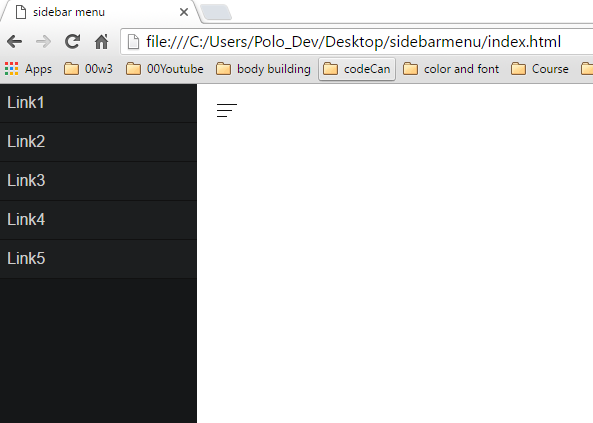 sidebar menu
file:///C:/Users/Polo_Dev/Desktop/sidebarmenu/index.html
Apps 00w3 00Youtube body building codeCan color and font Course
Link1
Link2
Link3
Link4
Link5